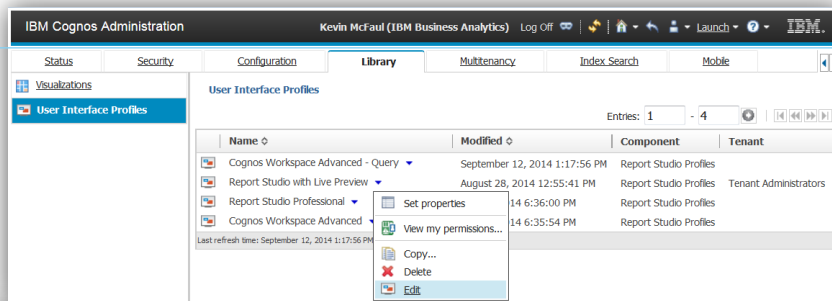 IBM Cognos Administration Kevin McFaul (IBM Business Analytics) Log Off Launch IBM.
Status Security Configuration Library Multitenancy Index Search Mobile
Visualizations
User Interface Profiles
User Interface Profiles
Entries: 1 - 4
Name Modified Component Tenant
Cognos Workspace Advanced - Query September 12, 2014 1:17:56 PM Report Studio Profiles
Report Studio with Live Preview August 28, 2014 12:55:41 PM Report Studio Profiles Tenant Administrators
Report Studio Professional 014 6:36:00 PM Report Studio Profiles
Cognos Workspace Advanced 014 6:35:54 PM Report Studio Profiles
Last refresh time: September 12, 2014 1:17:56 PM
Set properties
View my permissions...
Copy...
Delete
Edit